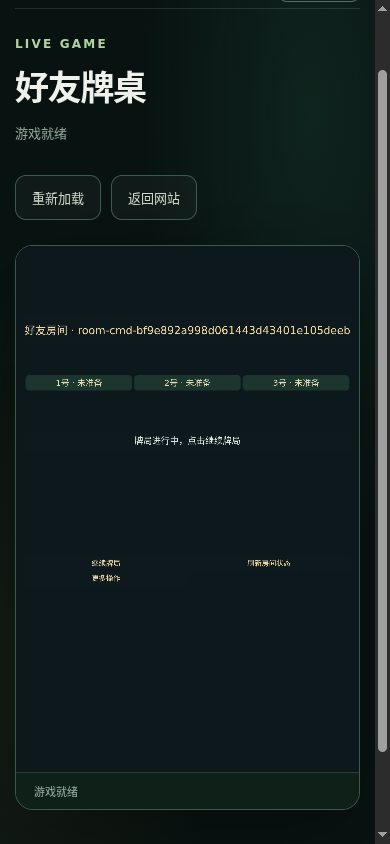 LIVE GAME
好友牌桌
游戏就绪
重新加载 返回网站
好友房间 · room-cmd-bf9e892a998d061443d43401e105deeb
1号 · 未准备 2号 · 未准备 3号 · 未准备
牌局进行中，点击继续牌局
继续牌局 刷新房间状态
更多操作
游戏就绪